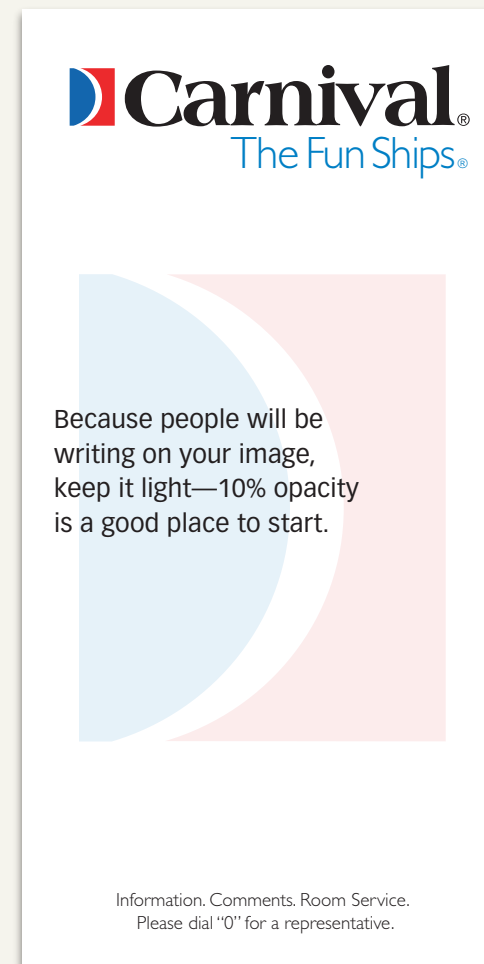 Carnival®
The Fun Ships®
Because people will be
writing on your image,
keep it light—10% opacity
is a good place to start.
Information. Comments. Room Service.
Please dial “0” for a representative.